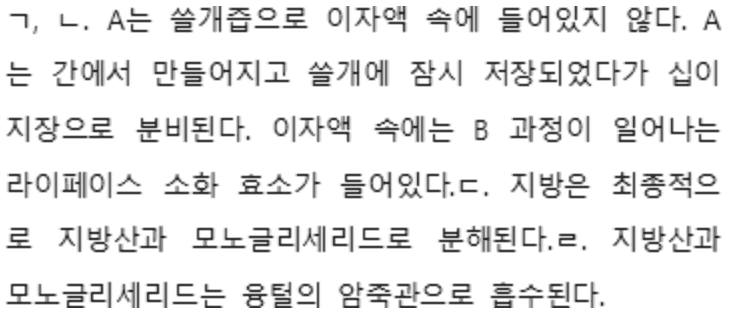 ㄱ, ㄴ. A는 쓸개즙으로 이자액 속에 들어있지 않다. A
는 간에서 만들어지고 쓸개에 잠시 저장되었다가 십이
지장으로 분비된다. 이자액 속에는 B 과정이 일어나는
라이페이스 소화 효소가 들어있다.ㄷ. 지방은 최종적으
로 지방산과 모노글리세리드로 분해된다.ㄹ. 지방산과
모노글리세리드는 융털의 암죽관으로 흡수된다.